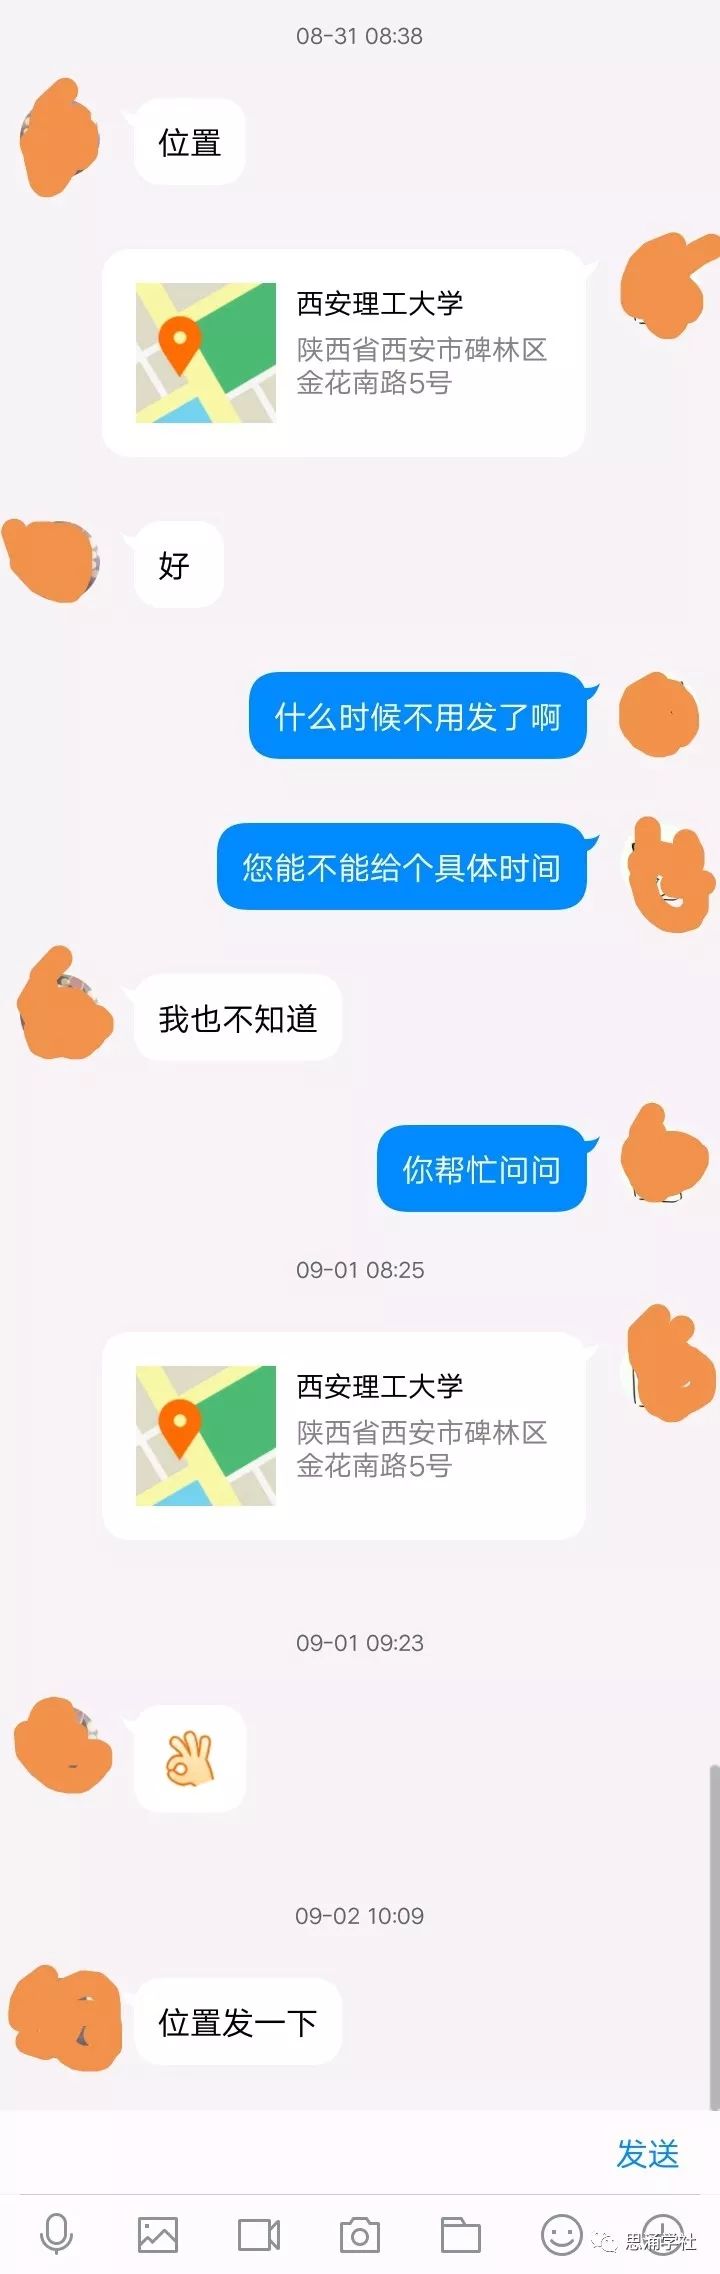 08-31 08:38
位置
西安理工大学
陕西省西安市碑林区
金花南路5号
好
什么时候不用发了啊
您能不能给个具体时间
我也不知道
你帮忙问问
09-01 08:25
西安理工大学
陕西省西安市碑林区
金花南路5号
09-01 09:23
09-02 10:09
位置发一下
发送
思涌学社